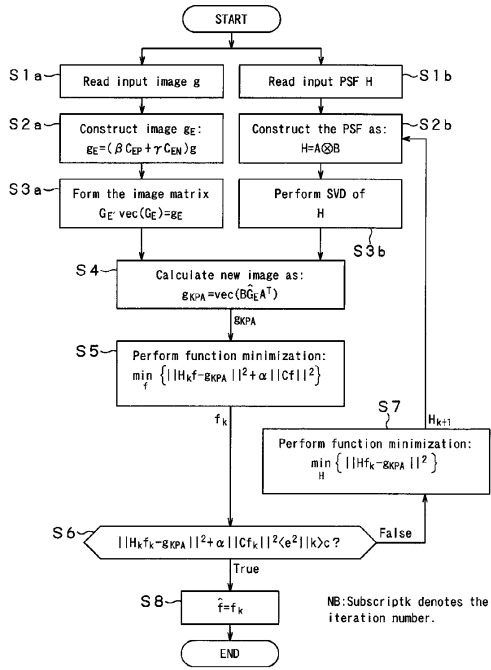 START
S1a
Read input image g
Read input PSF H
S1b
S2a
Construct image gE:
gE=(βCEP+γCEN)g
Construct the PSF as:
H=A⊗B
S2b
S3a
Form the image matrix
GE' vec(GE)=gE
Perform SVD of
H
S3b
S4
Calculate new image as:
gKPA=vec(BĜEAᵀ)
gKPA
S5
Perform function minimization:
min {||Hkf-gKPA||²+α||Cf||²}
f
fk
S7
Hk+1
Perform function minimization:
min {||Hfk-gKPA||²}
H
S6
||Hkfk-gKPA||²+α||Cfk||²<e²||k>c?
False
True
S8
f̂=fk
NB:Subscriptk denotes the
iteration number.
END